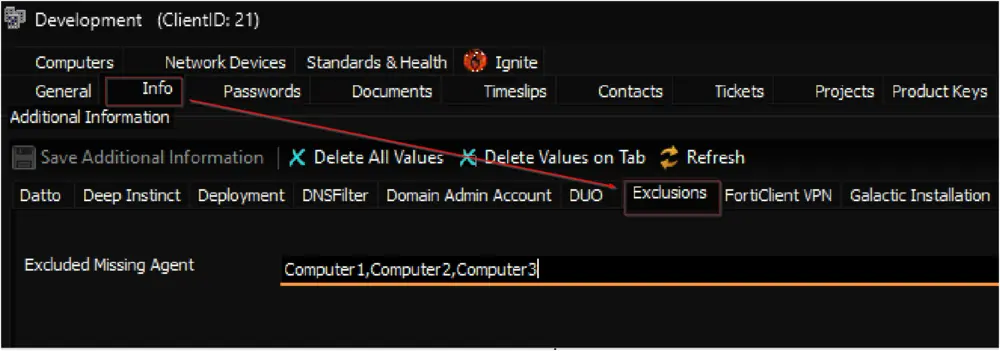 Development (ClientID: 21)
Computers Network Devices Standards & Health Ignite
General Info Passwords Documents Timeslips Contacts Tickets Projects Product Keys
Additional Information
Save Additional Information Delete All Values Delete Values on Tab Refresh
Datto Deep Instinct Deployment DNSFilter Domain Admin Account DUO Exclusions FortiClient VPN Galactic Installation
Excluded Missing Agent Computer1,Computer2,Computer3